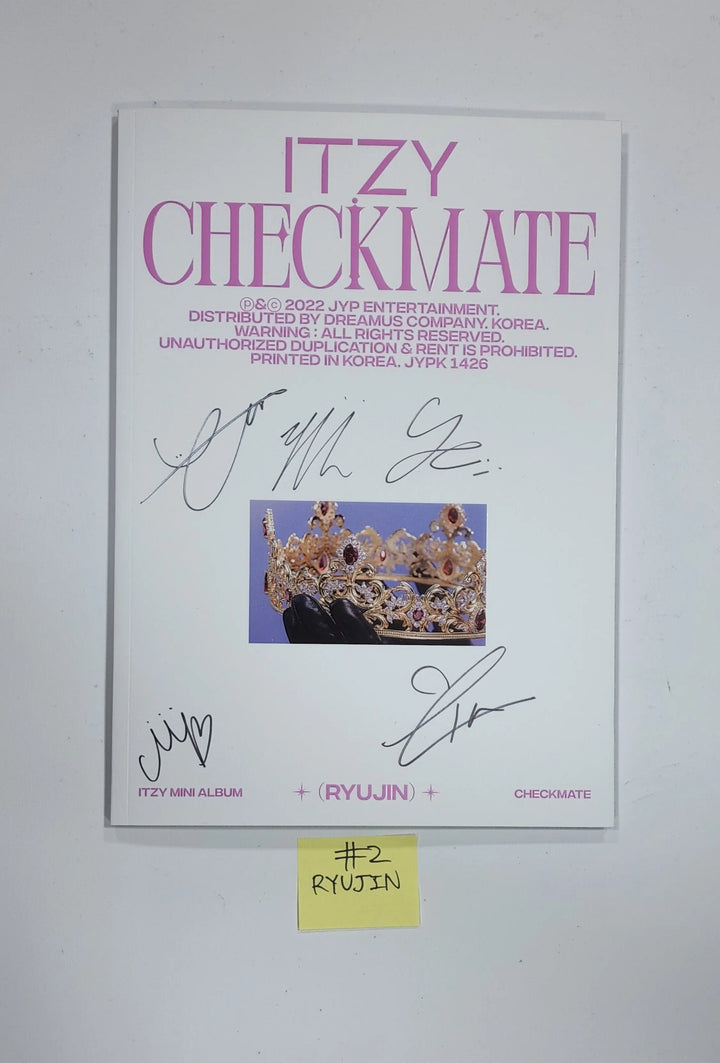 ITZY
CHECKMATE
Ⓟ&ⓒ 2022 JYP ENTERTAINMENT.
DISTRIBUTED BY DREAMUS COMPANY. KOREA.
WARNING : ALL RIGHTS RESERVED.
UNAUTHORIZED DUPLICATION & RENT IS PROHIBITED.
PRINTED IN KOREA. JYPK 1426
ITZY MINI ALBUM
(RYUJIN)
CHECKMATE
#2
RYUJIN